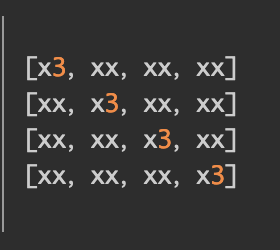 [x3, xx, xx, xx]
[xx, x3, xx, xx]
[xx, xx, x3, xx]
[xx, xx, xx, x3]